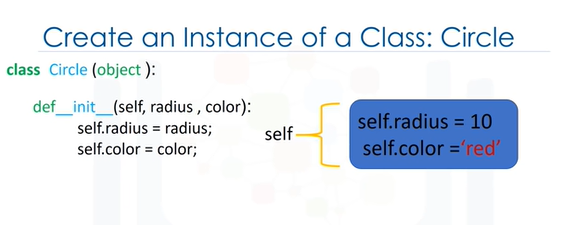 Create an Instance of a Class: Circle
class Circle (object ):
def__init__(self, radius , color):
self.radius = radius;
self.color = color;
self
self.radius = 10
self.color =‘red’